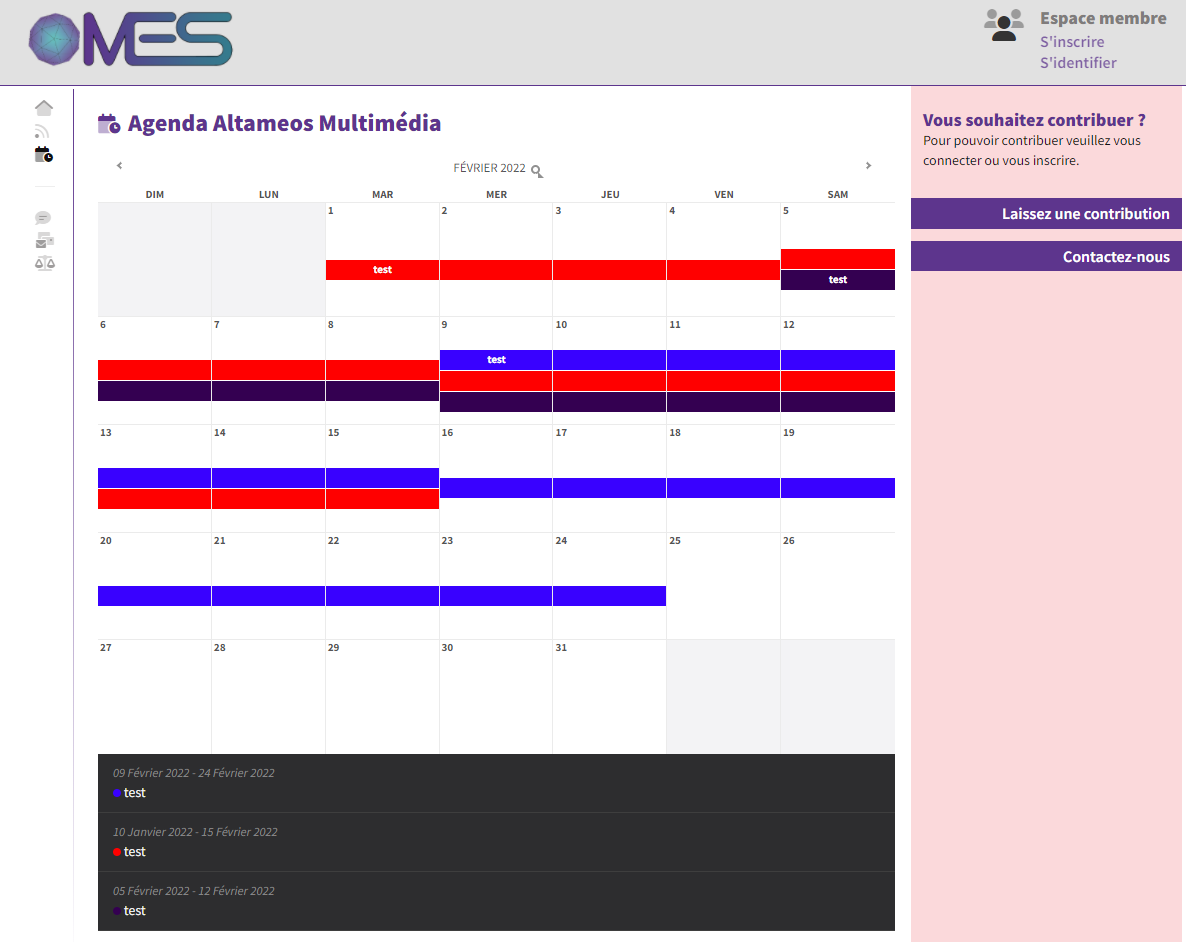 MES
Espace membre
S'inscrire
S'identifier
Agenda Altameos Multimédia
FÉVRIER 2022
DIM LUN MAR MER JEU VEN SAM
1 2 3 4 5
test
test
6 7 8 9 10 11 12
test
13 14 15 16 17 18 19
20 21 22 23 24 25 26
27 28 29 30 31
09 Février 2022 - 24 Février 2022
test
10 Janvier 2022 - 15 Février 2022
test
05 Février 2022 - 12 Février 2022
test
Vous souhaitez contribuer ?
Pour pouvoir contribuer veuillez vous
connecter ou vous inscrire.
Laissez une contribution
Contactez-nous